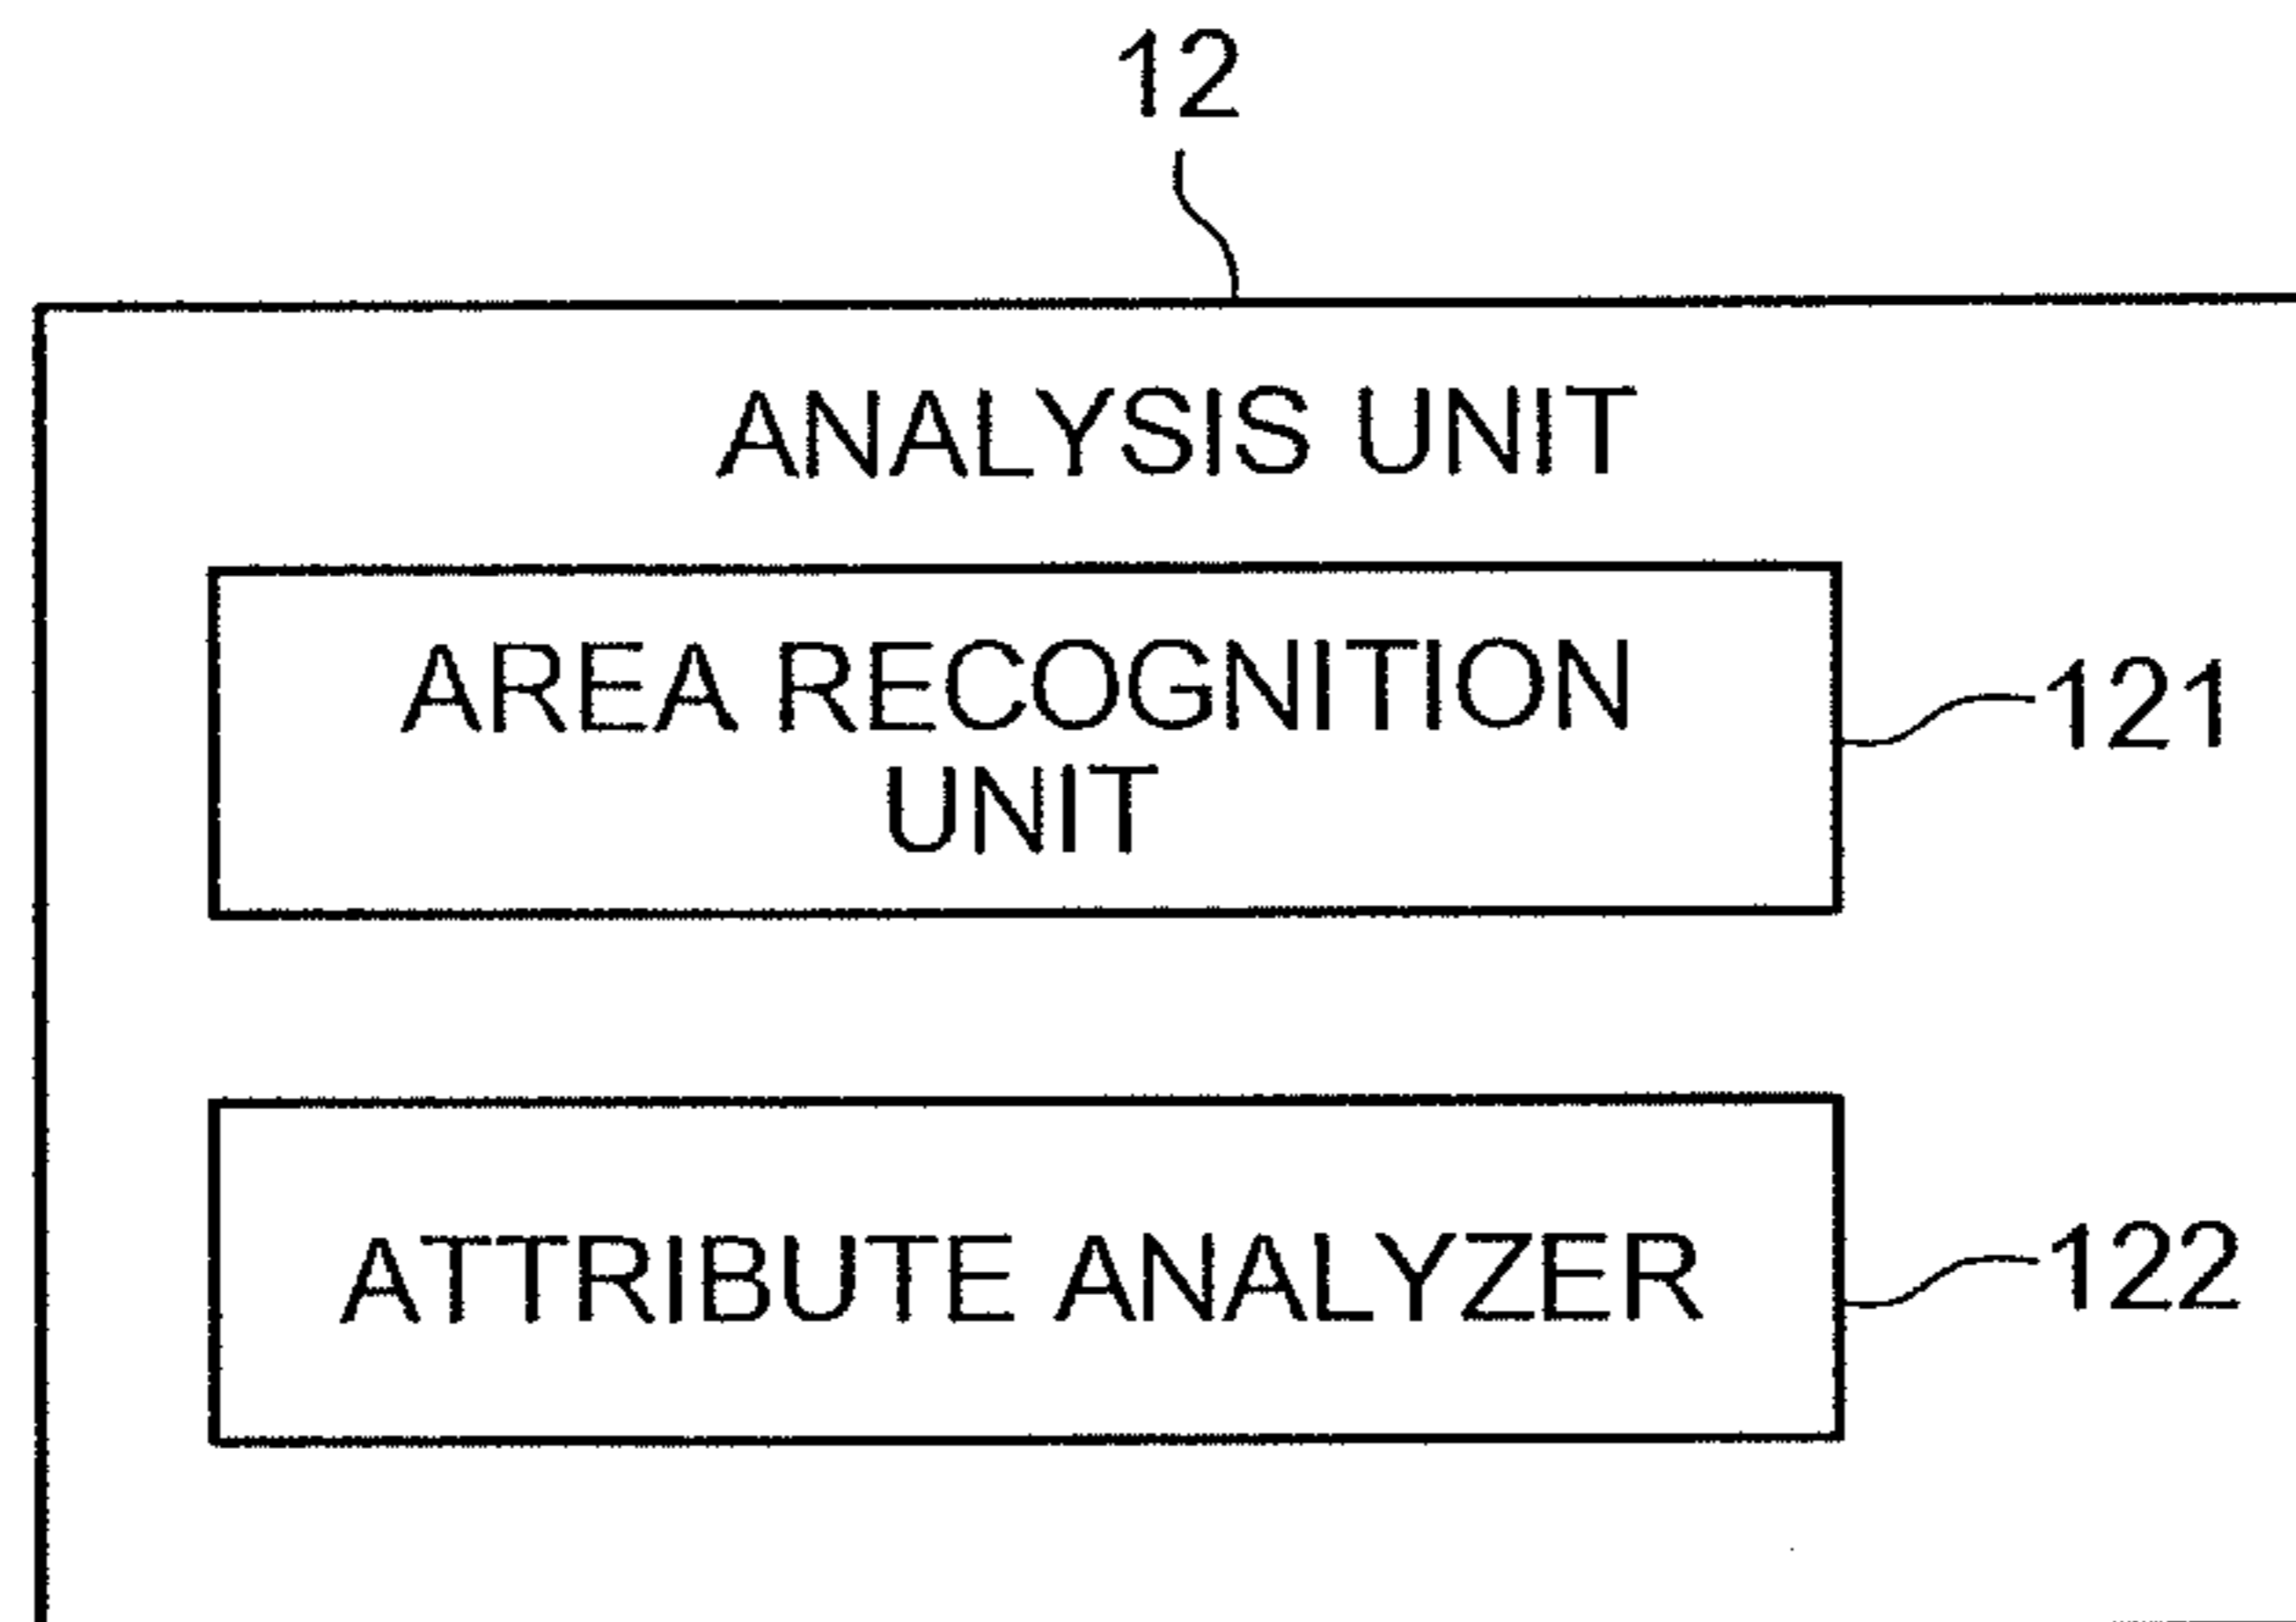 12
ANALYSIS UNIT
AREA RECOGNITION
UNIT
121
ATTRIBUTE ANALYZER
122